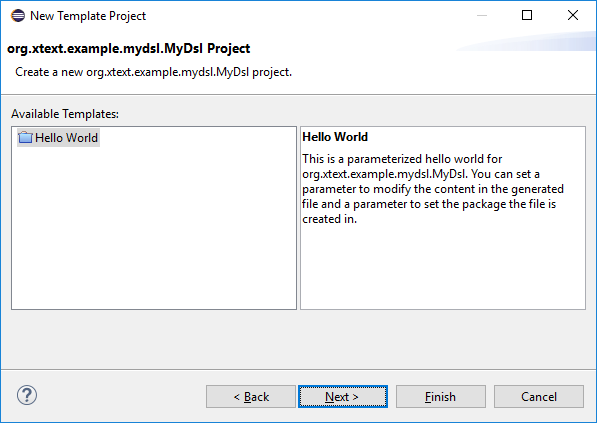 New Template Project
org.xtext.example.mydsl.MyDsl Project
Create a new org.xtext.example.mydsl.MyDsl project.
Available Templates:
Hello World
Hello World
This is a parameterized hello world for
org.xtext.example.mydsl.MyDsl. You can set a
parameter to modify the content in the generated
file and a parameter to set the package the file is
created in.
?
< Back
Next >
Finish
Cancel